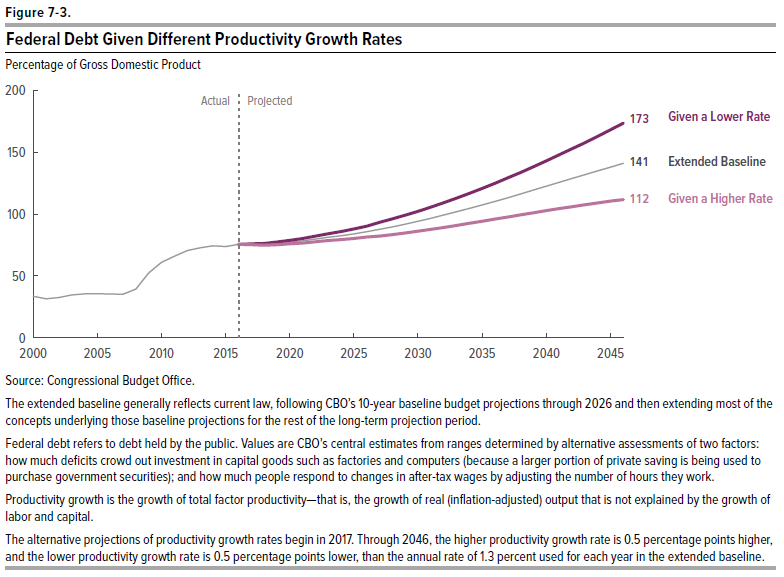 Figure 7-3.
Federal Debt Given Different Productivity Growth Rates
Percentage of Gross Domestic Product
200
Actual Projected
173 Given a Lower Rate
150
141 Extended Baseline
112 Given a Higher Rate
100
50
0
2000 2005 2010 2015 2020 2025 2030 2035 2040 2045
Source: Congressional Budget Office.
The extended baseline generally reflects current law, following CBO's 10-year baseline budget projections through 2026 and then extending most of the
concepts underlying those baseline projections for the rest of the long-term projection period.
Federal debt refers to debt held by the public. Values are CBO's central estimates from ranges determined by alternative assessments of two factors:
how much deficits crowd out investment in capital goods such as factories and computers (because a larger portion of private saving is being used to
purchase government securities); and how much people respond to changes in after-tax wages by adjusting the number of hours they work.
Productivity growth is the growth of total factor productivity—that is, the growth of real (inflation-adjusted) output that is not explained by the growth of
labor and capital.
The alternative projections of productivity growth rates begin in 2017. Through 2046, the higher productivity growth rate is 0.5 percentage points higher,
and the lower productivity growth rate is 0.5 percentage points lower, than the annual rate of 1.3 percent used for each year in the extended baseline.